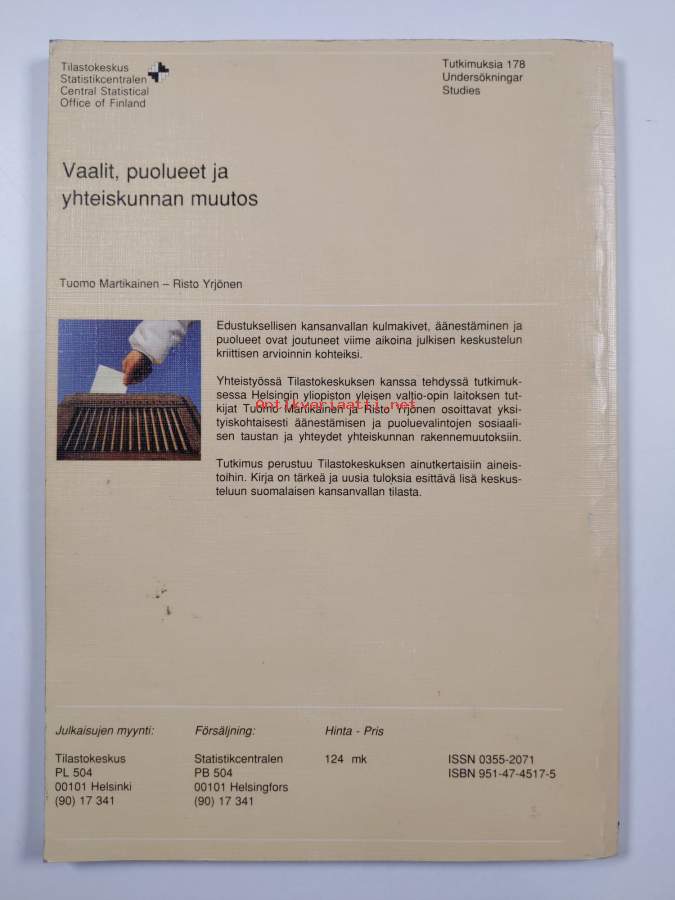 Tilastokeskus
Statistikcentralen
Central Statistical
Office of Finland
Tutkimuksia 178
Undersökningar
Studies
Vaalit, puolueet ja
yhteiskunnan muutos
Tuomo Martikainen – Risto Yrjönen
Edustuksellisen kansanvallan kulmakivet, äänestäminen ja
puolueet ovat joutuneet viime aikoina julkisen keskustelun
kriittisen arvioinnin kohteiksi.
Yhteistyössä Tilastokeskuksen kanssa tehdyssä tutkimuk-
sessa Helsingin yliopiston yleisen valtio-opin laitoksen tut-
kijat Tuomo Martikainen ja Risto Yrjönen osoittavat yksi-
tyiskohtaisesti äänestämisen ja puoluevalintojen sosiaali-
sen taustan ja yhteydet yhteiskunnan rakennemuutoksiin.
Antikvariaatti.net
Tutkimus perustuu Tilastokeskuksen ainutkertaisiin aineis-
toihin. Kirja on tärkeä ja uusia tuloksia esittävä lisä keskus-
teluun suomalaisen kansanvallan tilasta.
Julkaisujen myynti:
Tilastokeskus
PL 504
00101 Helsinki
(90) 17 341
Försäljning:
Statistikcentralen
PB 504
00101 Helsingfors
(90) 17 341
Hinta - Pris
124 mk
ISSN 0355-2071
ISBN 951-47-4517-5